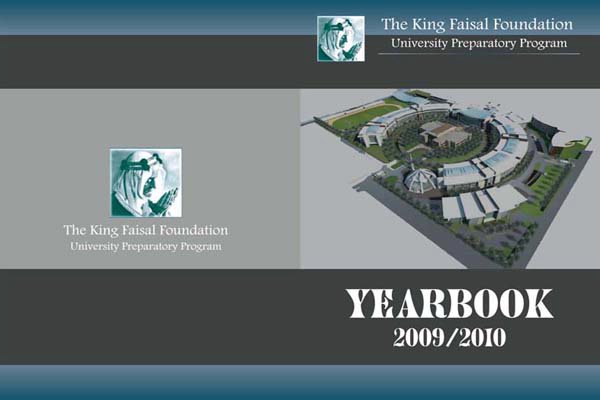 The King Faisal Foundation
University Preparatory Program
The King Faisal Foundation
University Preparatory Program
YEARBOOK
2009/2010